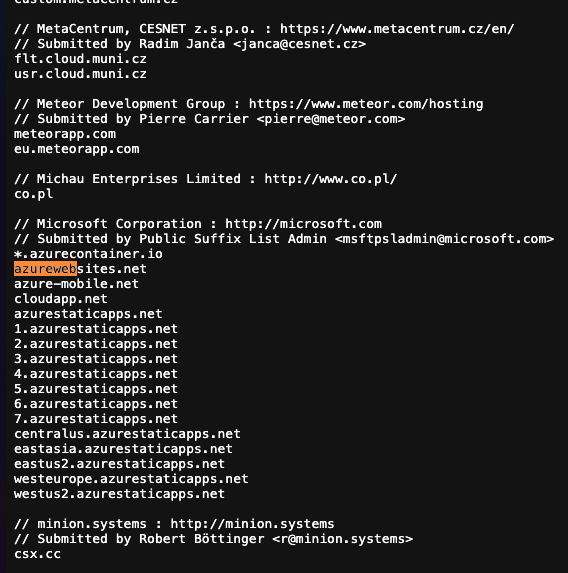 custom.metacentrum.cz
// MetaCentrum, CESNET z.s.p.o. : https://www.metacentrum.cz/en/
// Submitted by Radim Janča <janca@cesnet.cz>
flt.cloud.muni.cz
usr.cloud.muni.cz
// Meteor Development Group : https://www.meteor.com/hosting
// Submitted by Pierre Carrier <pierre@meteor.com>
meteorapp.com
eu.meteorapp.com
// Michau Enterprises Limited : http://www.co.pl/
co.pl
// Microsoft Corporation : http://microsoft.com
// Submitted by Public Suffix List Admin <msftpsladmin@microsoft.com>
*.azurecontainer.io
azurewebsites.net
azure-mobile.net
cloudapp.net
azurestaticapps.net
1.azurestaticapps.net
2.azurestaticapps.net
3.azurestaticapps.net
4.azurestaticapps.net
5.azurestaticapps.net
6.azurestaticapps.net
7.azurestaticapps.net
centralus.azurestaticapps.net
eastasia.azurestaticapps.net
eastus2.azurestaticapps.net
westeurope.azurestaticapps.net
westus2.azurestaticapps.net
// minion.systems : http://minion.systems
// Submitted by Robert Böttinger <r@minion.systems>
csx.cc